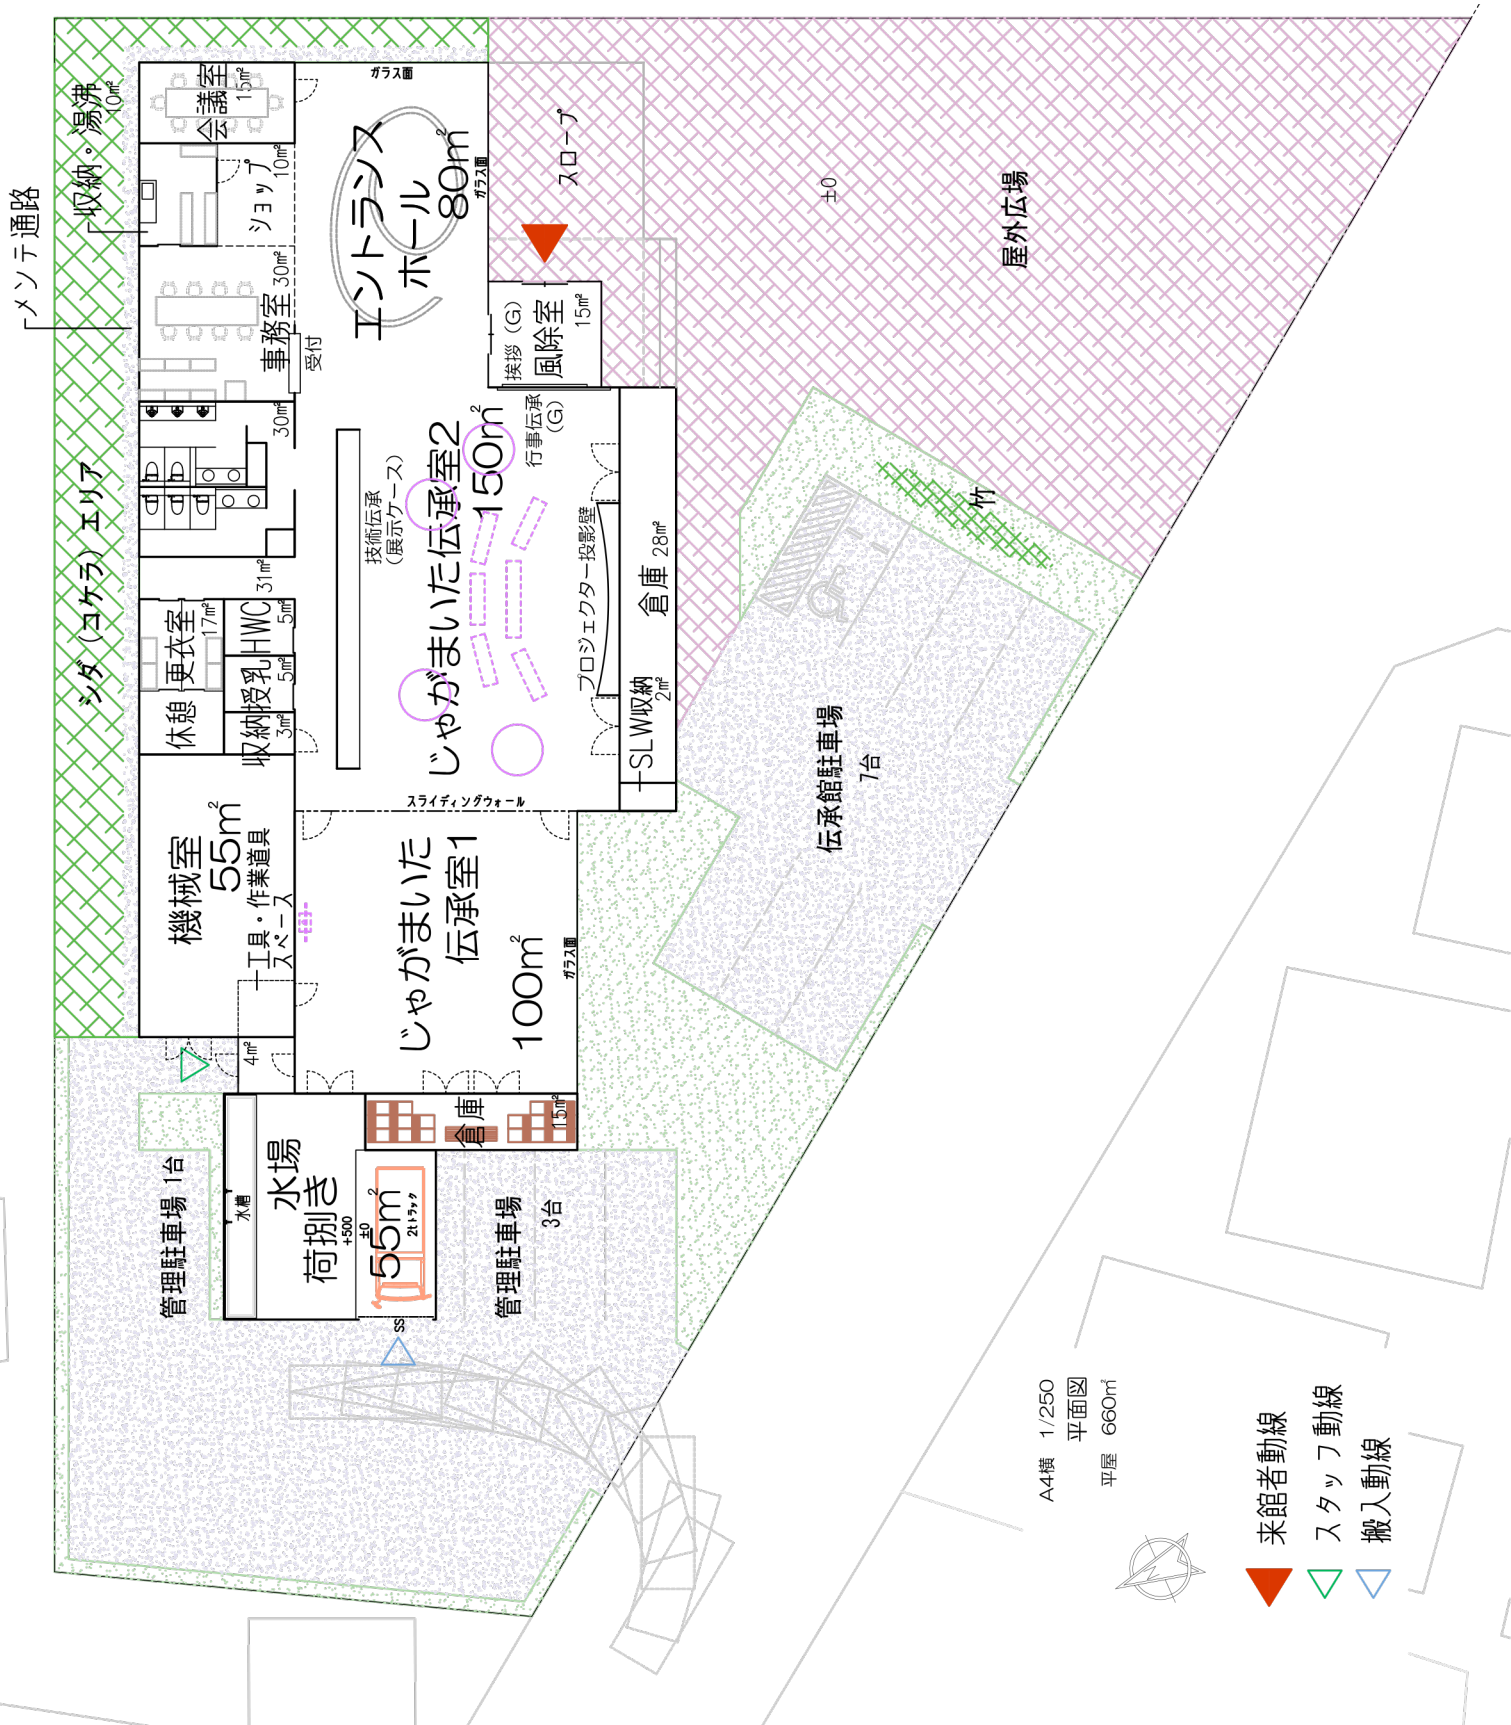 メンテ通路
収納・湯沸
10㎡
会議室
15㎡
ショップ
10㎡
事務室
30㎡
受付
30㎡
シダ（コケラ）エリア
31㎡
更衣室
17㎡
HWC
5㎡
授乳
5㎡
休憩
収納
3㎡
機械室
55㎡
工具・作業道具
スペース
4㎡
ガラス面
エントランス
ホール
80㎡
ガラス面
スロープ
挨拶（G）
風除室
15㎡
行事伝承
（G）
技術伝承
（展示ケース）
じゃがまいた伝承室2
150㎡
プロジェクター投影壁
倉庫 28㎡
SLW収納
2㎡
スライディングウォール
じゃがまいた
伝承室1
100㎡
ガラス面
倉庫
15㎡
水槽
水場
荷捌き
55㎡
+500
±0
2tトラック
SS
管理駐車場 1台
管理駐車場
3台
±0
屋外広場
竹
伝承館駐車場
7台
A4横 1/250
平面図
平屋 660㎡
来館者動線
スタッフ動線
搬入動線